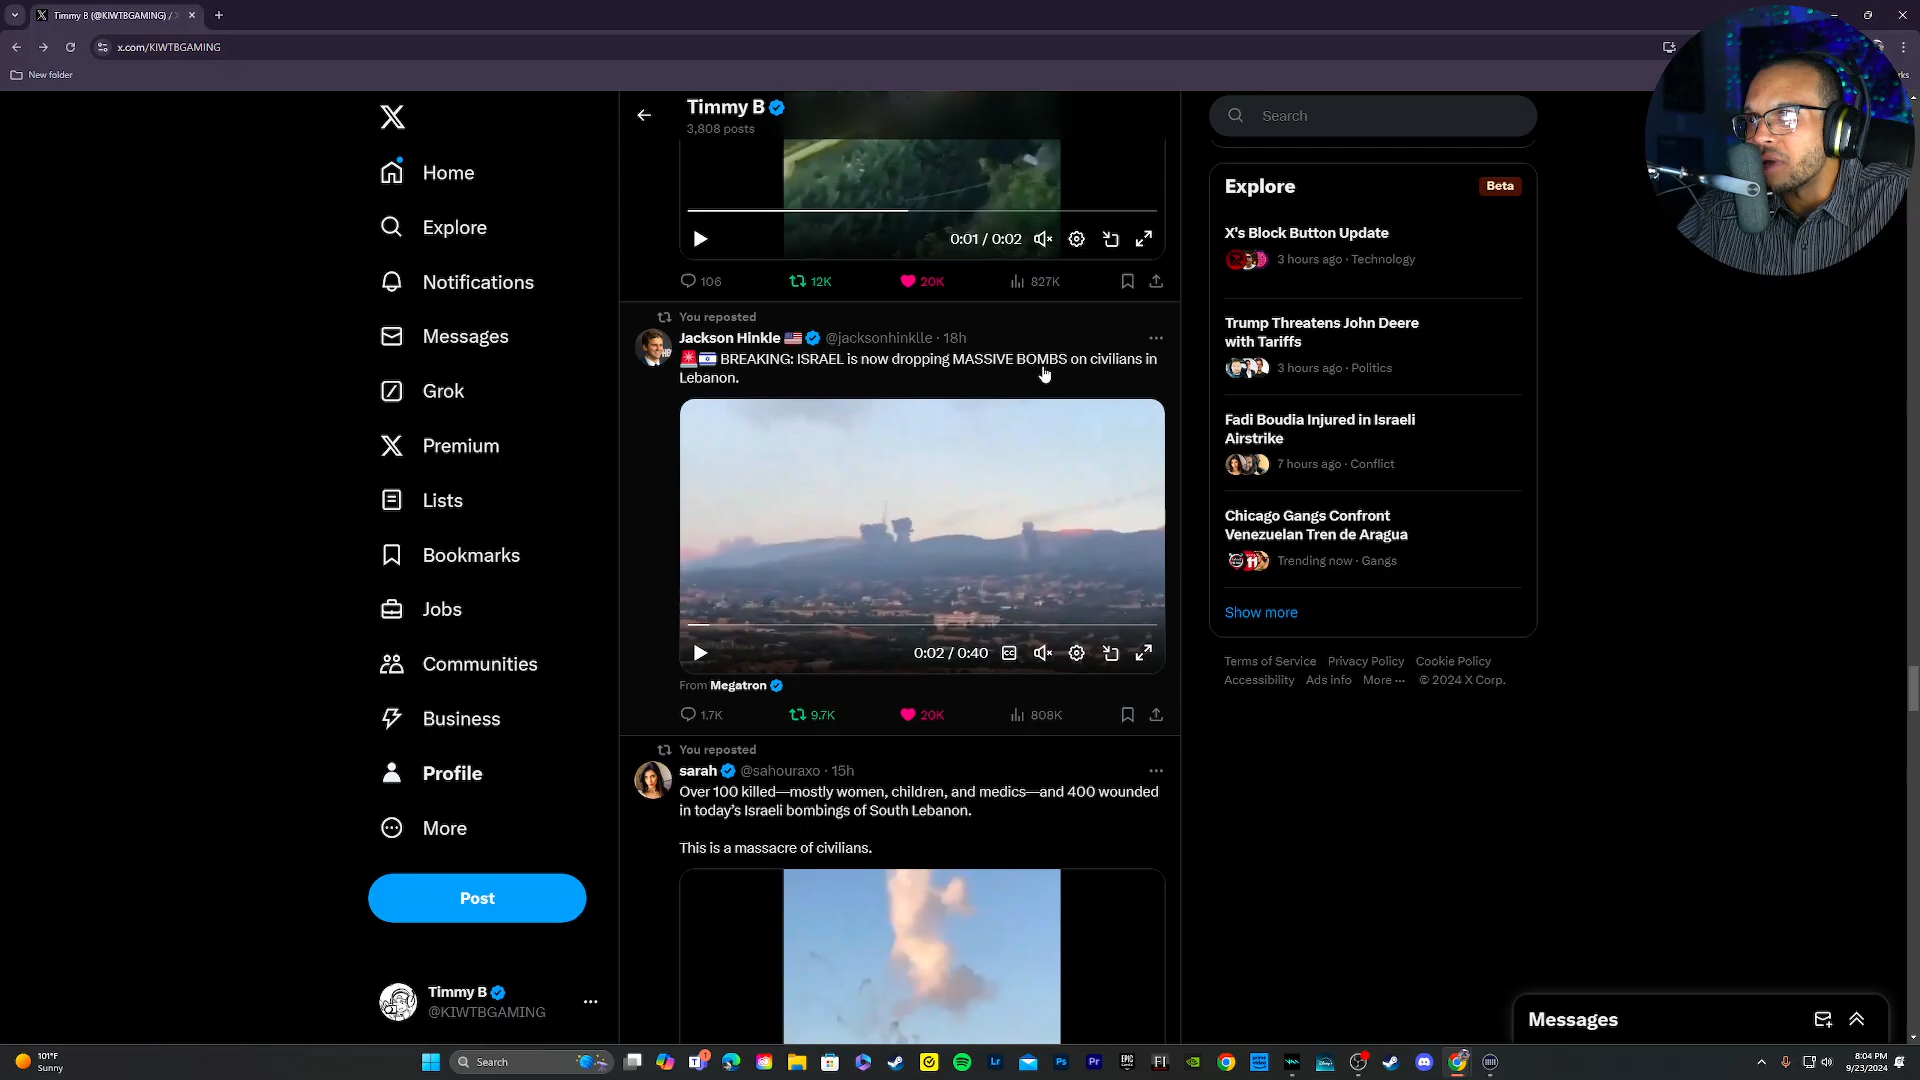 Timmy B (@KIWTBGAMING) /
x.com/KIWTBGAMING
New folder
Home
Explore
Notifications
Messages
Grok
Premium
Lists
Bookmarks
Jobs
Communities
Business
Profile
More
Post
Timmy B
@KIWTBGAMING
Timmy B
3,808 posts
0:01 / 0:02
106 12K 20K 827K
You reposted
Jackson Hinkle @jacksonhinklle · 18h
BREAKING: ISRAEL is now dropping MASSIVE BOMBS on civilians in
Lebanon.
0:02 / 0:40
From Megatron
1.7K 9.7K 20K 808K
You reposted
sarah @sahouraxo · 15h
Over 100 killed—mostly women, children, and medics—and 400 wounded
in today's Israeli bombings of South Lebanon.
This is a massacre of civilians.
Search
Explore Beta
X's Block Button Update
3 hours ago · Technology
Trump Threatens John Deere
with Tariffs
3 hours ago · Politics
Fadi Boudia Injured in Israeli
Airstrike
7 hours ago · Conflict
Chicago Gangs Confront
Venezuelan Tren de Aragua
Trending now · Gangs
Show more
Terms of Service Privacy Policy Cookie Policy
Accessibility Ads info More ··· © 2024 X Corp.
Messages
101°F
Sunny
Search
8:04 PM
9/23/2024